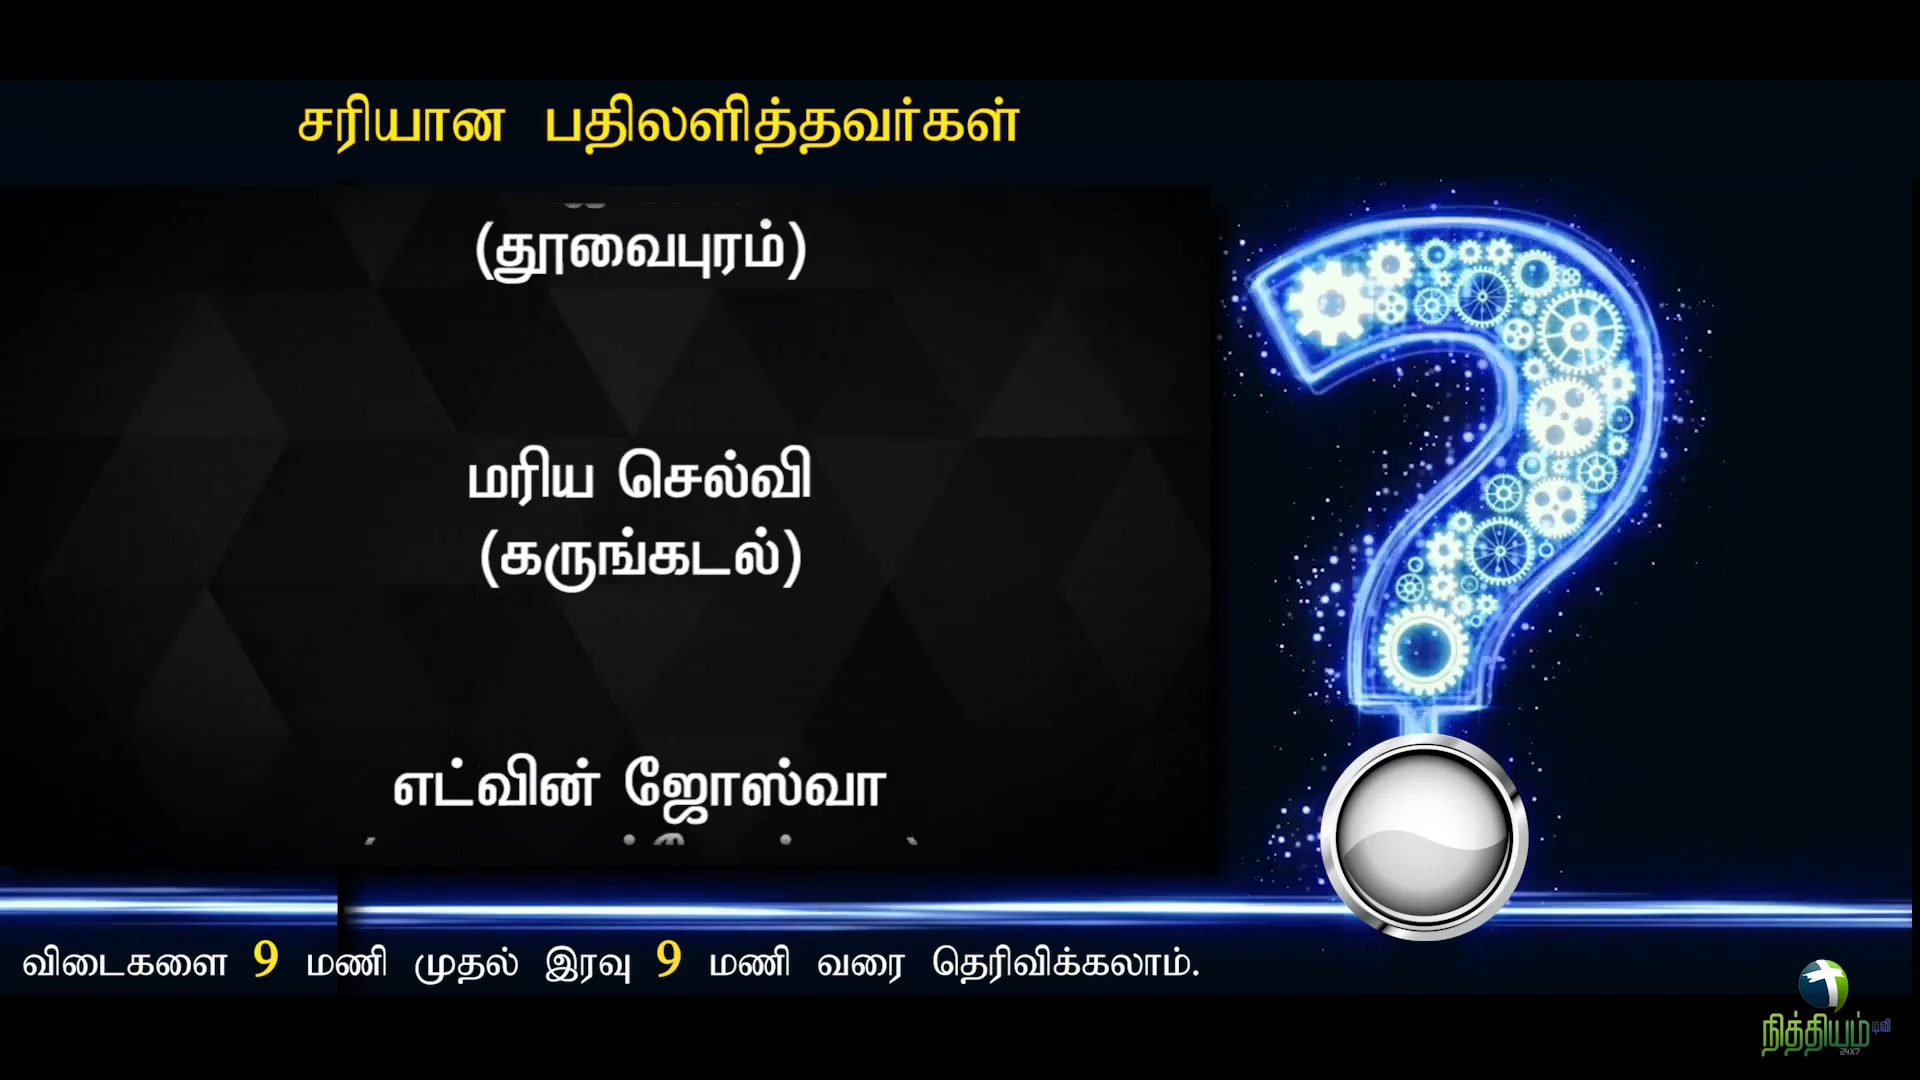 சரியான பதிலளித்தவர்கள்
(தூவைபுரம்)
மரிய செல்வி
(கருங்கடல்)
எட்வின் ஜோஸ்வா
விடைகளை 9 மணி முதல் இரவு 9 மணி வரை தெரிவிக்கலாம்.
நித்தியம் டிவி
24X7